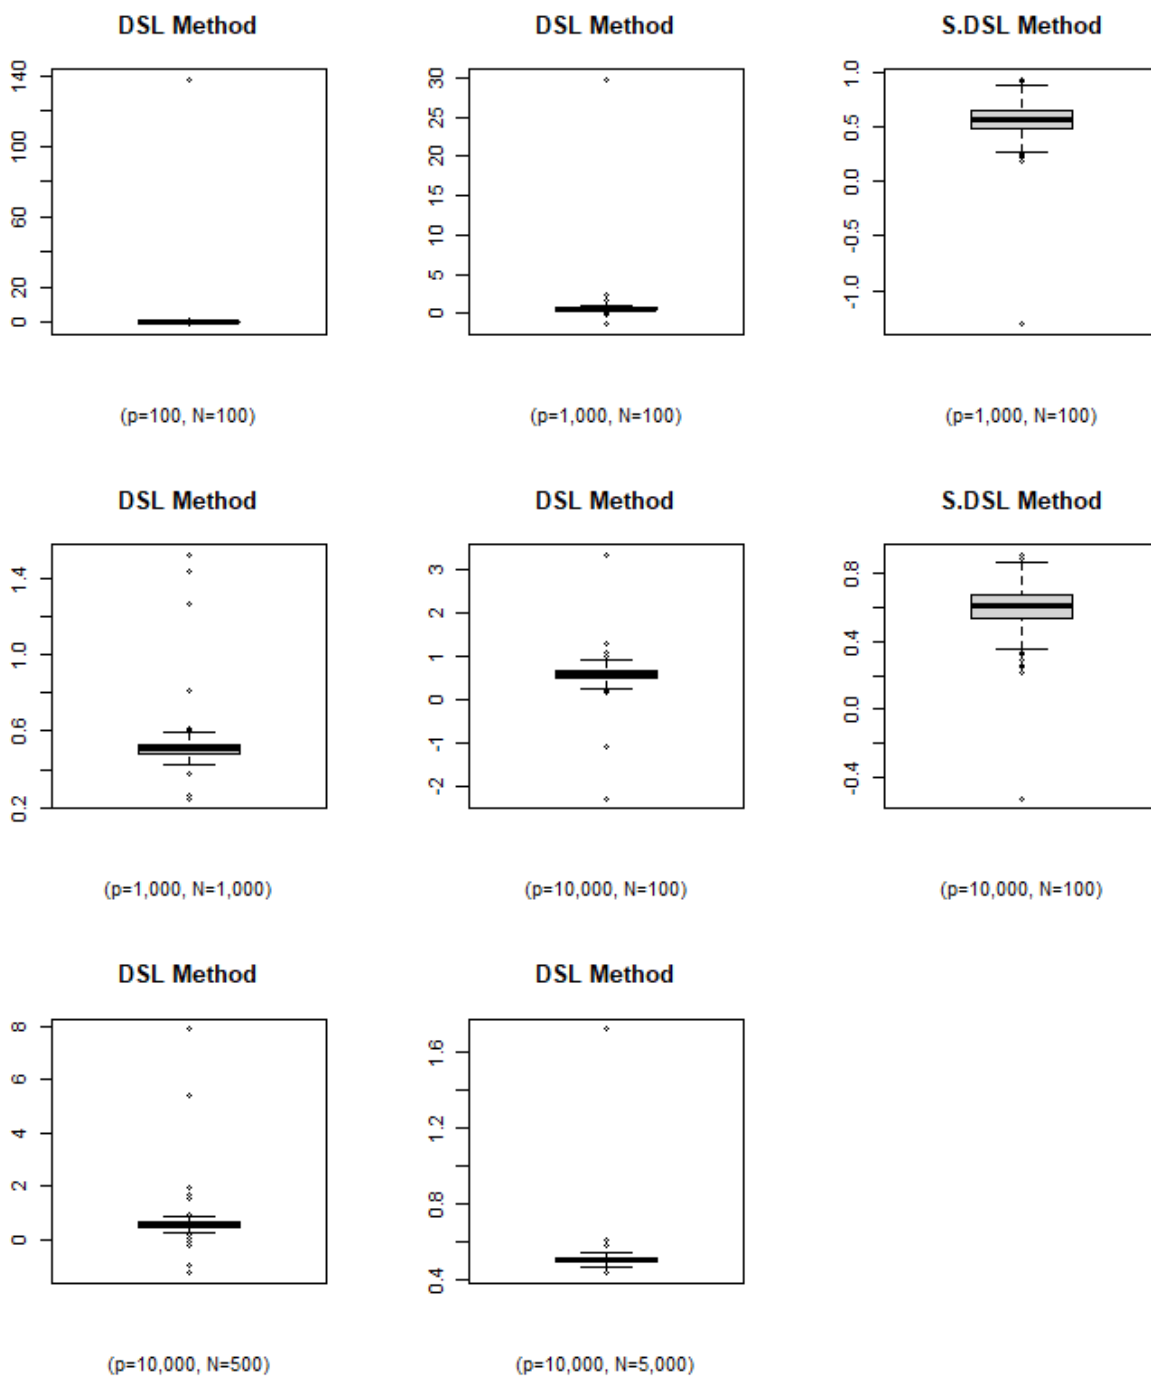 DSL Method
DSL Method
S.DSL Method
140
100
60
20
0
30
25
20
15
10
5
0
1.0
0.5
0.0
-0.5
-1.0
(p=100, N=100)
(p=1,000, N=100)
(p=1,000, N=100)
DSL Method
DSL Method
S.DSL Method
1.4
1.0
0.6
0.2
3
2
1
0
-1
-2
0.8
0.4
0.0
-0.4
(p=1,000, N=1,000)
(p=10,000, N=100)
(p=10,000, N=100)
DSL Method
DSL Method
8
6
4
2
0
1.6
1.2
0.8
0.4
(p=10,000, N=500)
(p=10,000, N=5,000)